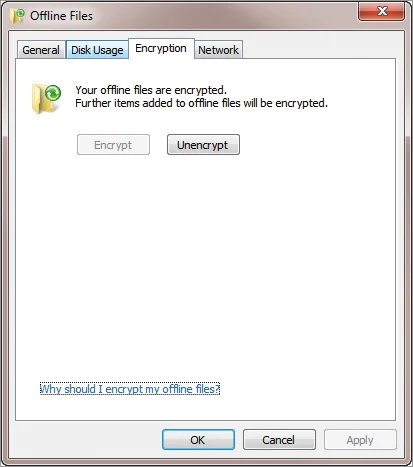 Offline Files
General Disk Usage Encryption Network
Your offline files are encrypted.
Further items added to offline files will be encrypted.
Encrypt Unencrypt
Why should I encrypt my offline files?
OK Cancel Apply